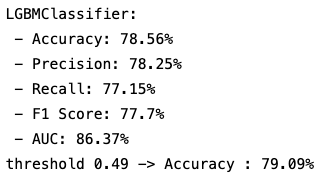 LGBMClassifier:
- Accuracy: 78.56%
- Precision: 78.25%
- Recall: 77.15%
- F1 Score: 77.7%
- AUC: 86.37%
threshold 0.49 -> Accuracy : 79.09%